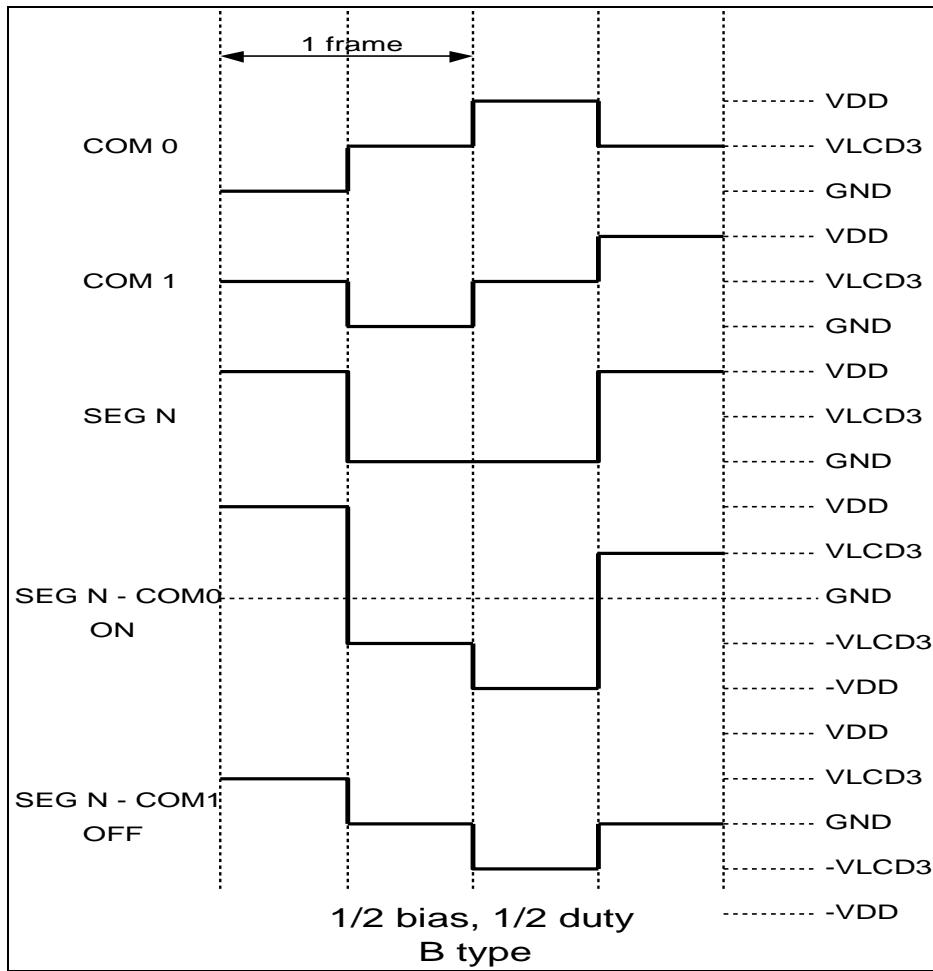 1 frame
VDD
COM 0
VLCD3
GND
VDD
COM 1
VLCD3
GND
VDD
SEG N
VLCD3
GND
VDD
VLCD3
SEG N - COM0
GND
ON
-VLCD3
-VDD
VDD
VLCD3
SEG N - COM1
GND
OFF
-VLCD3
1/2 bias, 1/2 duty
-VDD
B type